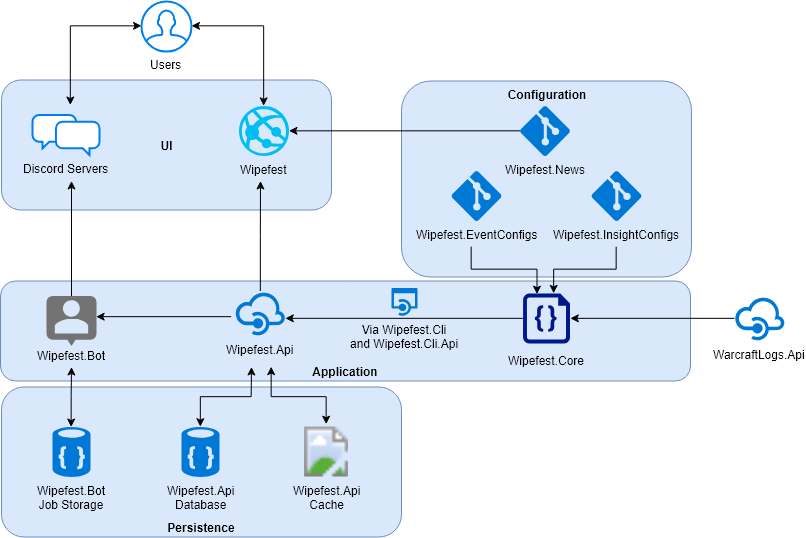 Users
Configuration
UI
Discord Servers
Wipefest
Wipefest.News
Wipefest.EventConfigs
Wipefest.InsightConfigs
Via Wipefest.Cli
and Wipefest.Cli.Api
Wipefest.Bot
Wipefest.Api
Wipefest.Core
WarcraftLogs.Api
Application
Wipefest.Bot
Job Storage
Wipefest.Api
Database
Wipefest.Api
Cache
Persistence